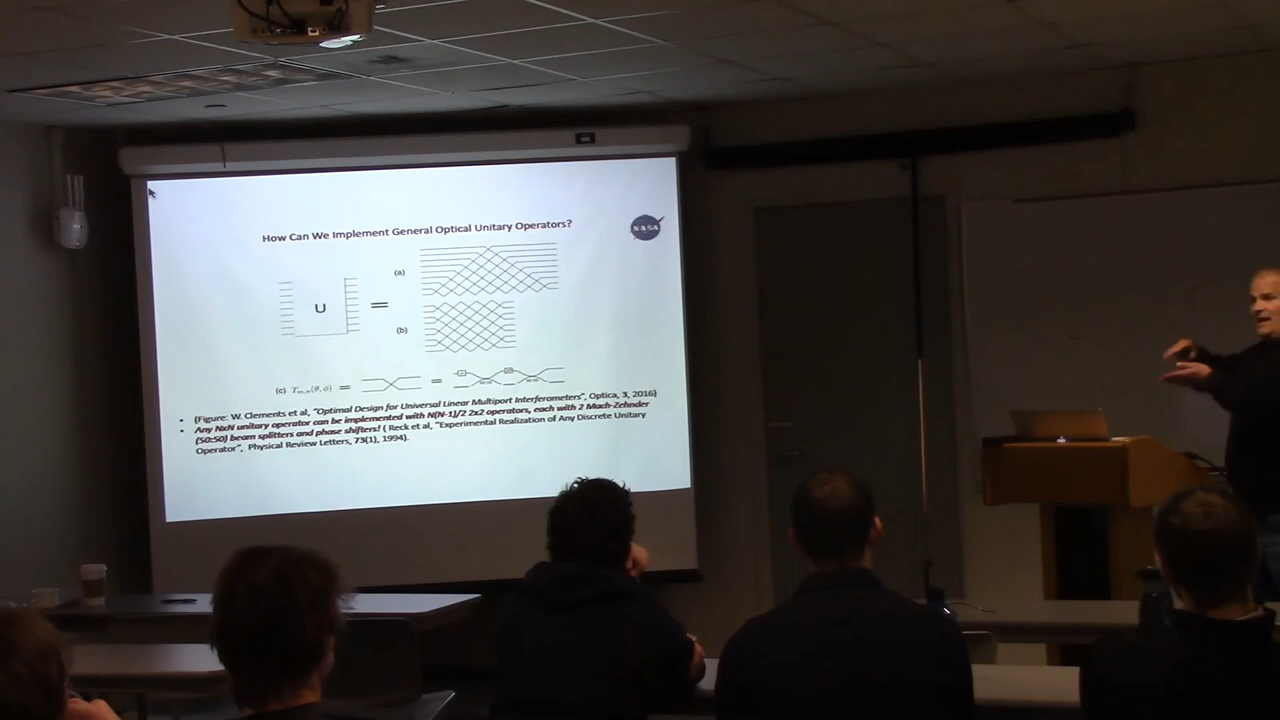 How Can We Implement General Optical Unitary Operators?
NASA
(a)
U
=
(b)
(c) Tm,n(θ, ϕ) = =
• (Figure: W. Clements et al, “Optimal Design for Universal Linear Multiport Interferometers”, Optica, 3, 2016)
• Any NxN unitary operator can be implemented with N(N-1)/2 2x2 operators, each with 2 Mach-Zehnder
(50:50) beam splitters and phase shifters! ( Reck et al, “Experimental Realization of Any Discrete Unitary
Operator”, Physical Review Letters, 73(1), 1994).